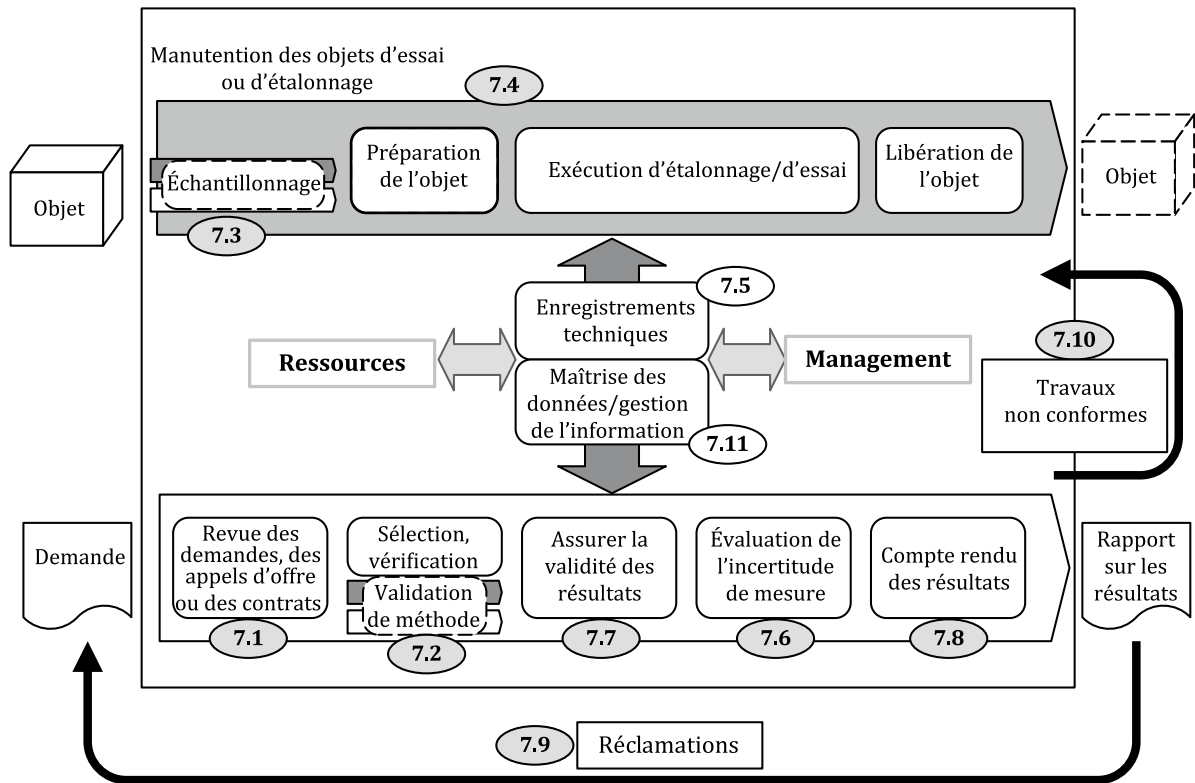 Manutention des objets d'essai
ou d'étalonnage
7.4
Objet
Échantillonnage
7.3
Préparation
de l'objet
Exécution d'étalonnage/d'essai
Libération de
l'objet
Objet
7.5
Enregistrements
techniques
Ressources
Management
Maîtrise des
données/gestion
de l'information
7.11
7.10
Travaux
non conformes
Demande
Revue des
demandes, des
appels d'offre
ou des contrats
7.1
Sélection,
vérification
Validation
de méthode
7.2
Assurer la
validité des
résultats
7.7
Évaluation de
l'incertitude
de mesure
7.6
Compte rendu
des résultats
7.8
Rapport
sur les
résultats
7.9
Réclamations